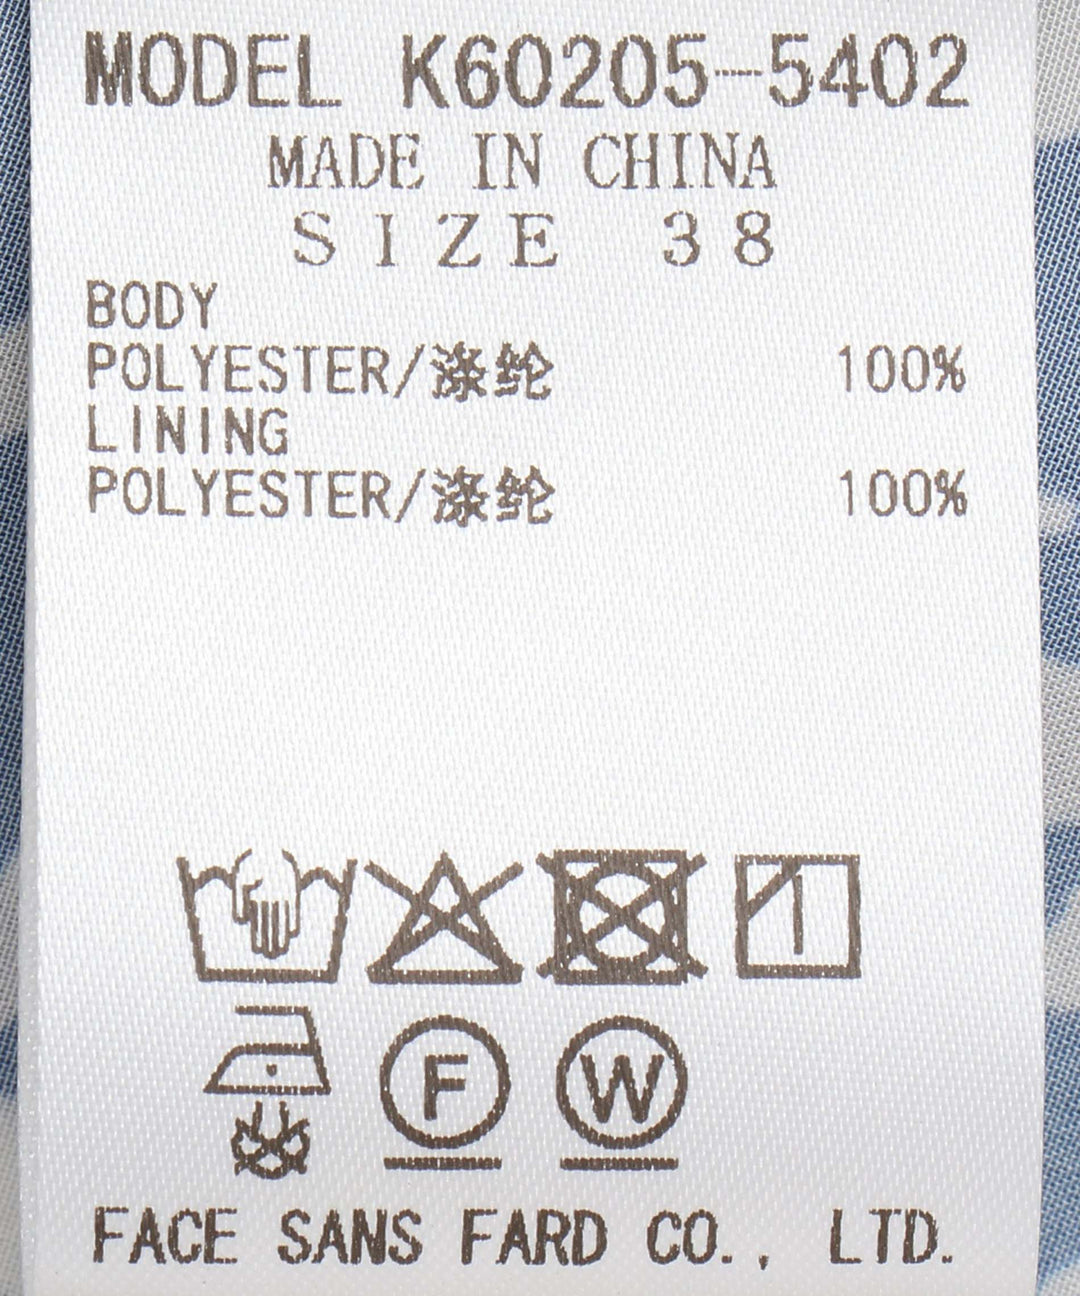 MODEL K60205-5402
MADE IN CHINA
SIZE 38
BODY
POLYESTER/涤纶 100%
LINING
POLYESTER/涤纶 100%
F W
FACE SANS FARD CO., LTD.